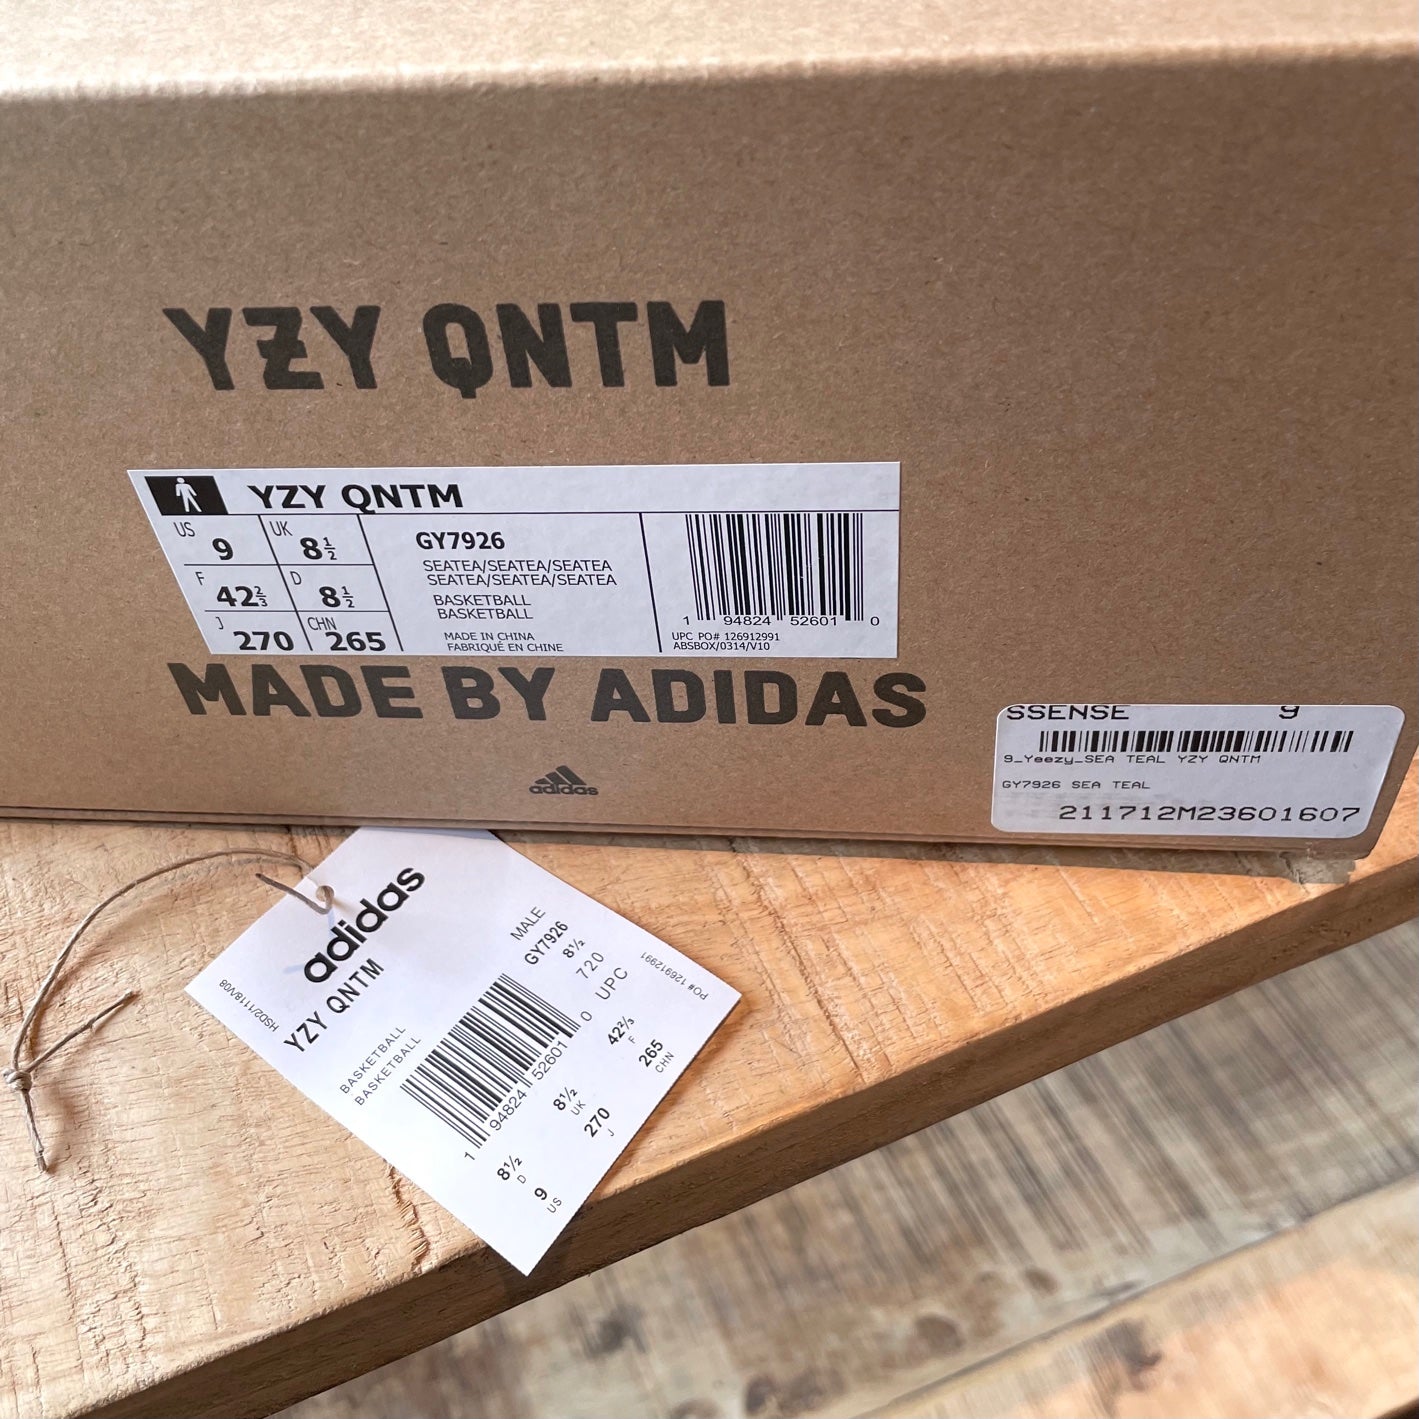 YZY QNTM
YZY QNTM
US 9 UK 8½
F 42⅔ D 8½
J 270 CHN 265
GY7926
SEATEA/SEATEA/SEATEA
SEATEA/SEATEA/SEATEA
BASKETBALL
BASKETBALL
MADE IN CHINA
FABRIQUÉ EN CHINE
1 94824 52601 0
UPC PO# 126912991
ABSBOX/0314/V10
MADE BY ADIDAS
adidas
SSENSE 9
9_Yeezy_SEA TEAL YZY QNTM
GY7926 SEA TEAL
211712M23601607
HSD2/118/V08
adidas
YZY QNTM
BASKETBALL
BASKETBALL
MALE
GY7926
8½
720
UPC
PO# 126912991
1 94824 52601 0
8½ D
8½ UK
42⅔ F
9 US
270 J
265 CHN